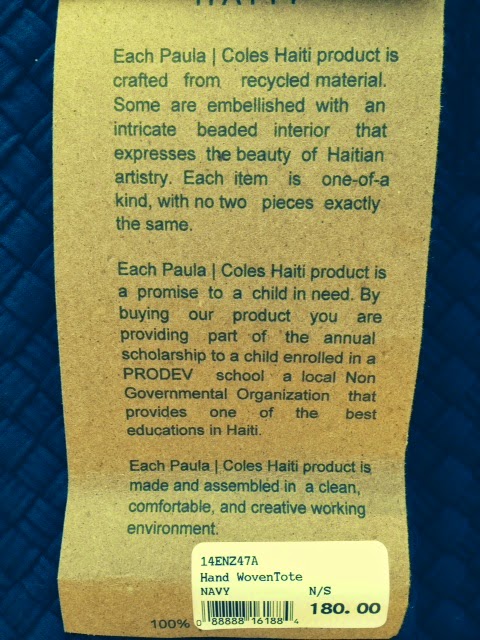 Each Paula | Coles Haiti product is
crafted from recycled material.
Some are embellished with an
intricate beaded interior that
expresses the beauty of Haitian
artistry. Each item is one-of-a
kind, with no two pieces exactly
the same.
Each Paula | Coles Haiti product is
a promise to a child in need. By
buying our product you are
providing part of the annual
scholarship to a child enrolled in a
PRODEV school a local Non
Governmental Organization that
provides one of the best
educations in Haiti.
Each Paula | Coles Haiti product is
made and assembled in a clean,
comfortable, and creative working
environment.
14ENZ47A
Hand WovenTote
NAVY N/S
180.00
0 88888 16188 4
100%